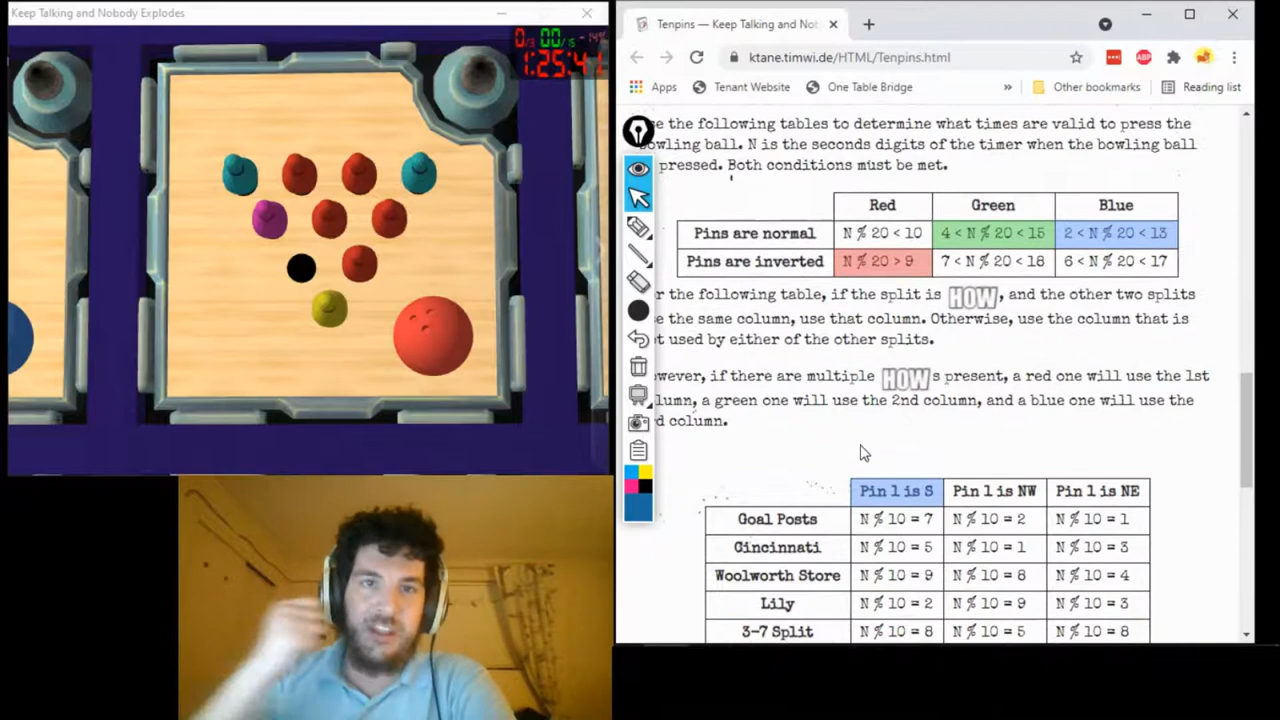 Keep Talking and Nobody Explodes
0/3 00/15 -14%
1:25:41
Tenpins — Keep Talking and Nob
ktane.timwi.de/HTML/Tenpins.html
Apps Tenant Website One Table Bridge » Other bookmarks Reading list
ABP
the following tables to determine what times are valid to press the
bowling ball. N is the seconds digits of the timer when the bowling ball
pressed. Both conditions must be met.
Red Green Blue
Pins are normal N % 20 < 10 4 < N % 20 < 15 2 < N % 20 < 13
Pins are inverted N % 20 > 9 7 < N % 20 < 18 6 < N % 20 < 17
r the following table, if the split is HOW, and the other two splits
e the same column, use that column. Otherwise, use the column that is
t used by either of the other splits.
wever, if there are multiple HOWs present, a red one will use the 1st
lumn, a green one will use the 2nd column, and a blue one will use the
d column.
Pin 1 is S Pin 1 is NW Pin 1 is NE
Goal Posts N % 10 = 7 N % 10 = 2 N % 10 = 1
Cincinnati N % 10 = 5 N % 10 = 1 N % 10 = 3
Woolworth Store N % 10 = 9 N % 10 = 8 N % 10 = 4
Lily N % 10 = 2 N % 10 = 9 N % 10 = 3
3-7 Split N % 10 = 8 N % 10 = 5 N % 10 = 8